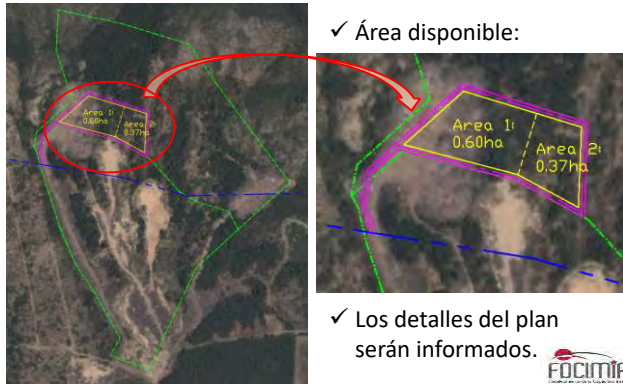 ✓ Área disponible:
Area 1:
0.60ha
Area 2:
0.37ha
Area 1:
0.60ha
Area 2:
0.37ha
✓ Los detalles del plan
serán informados.
FOCIMIR